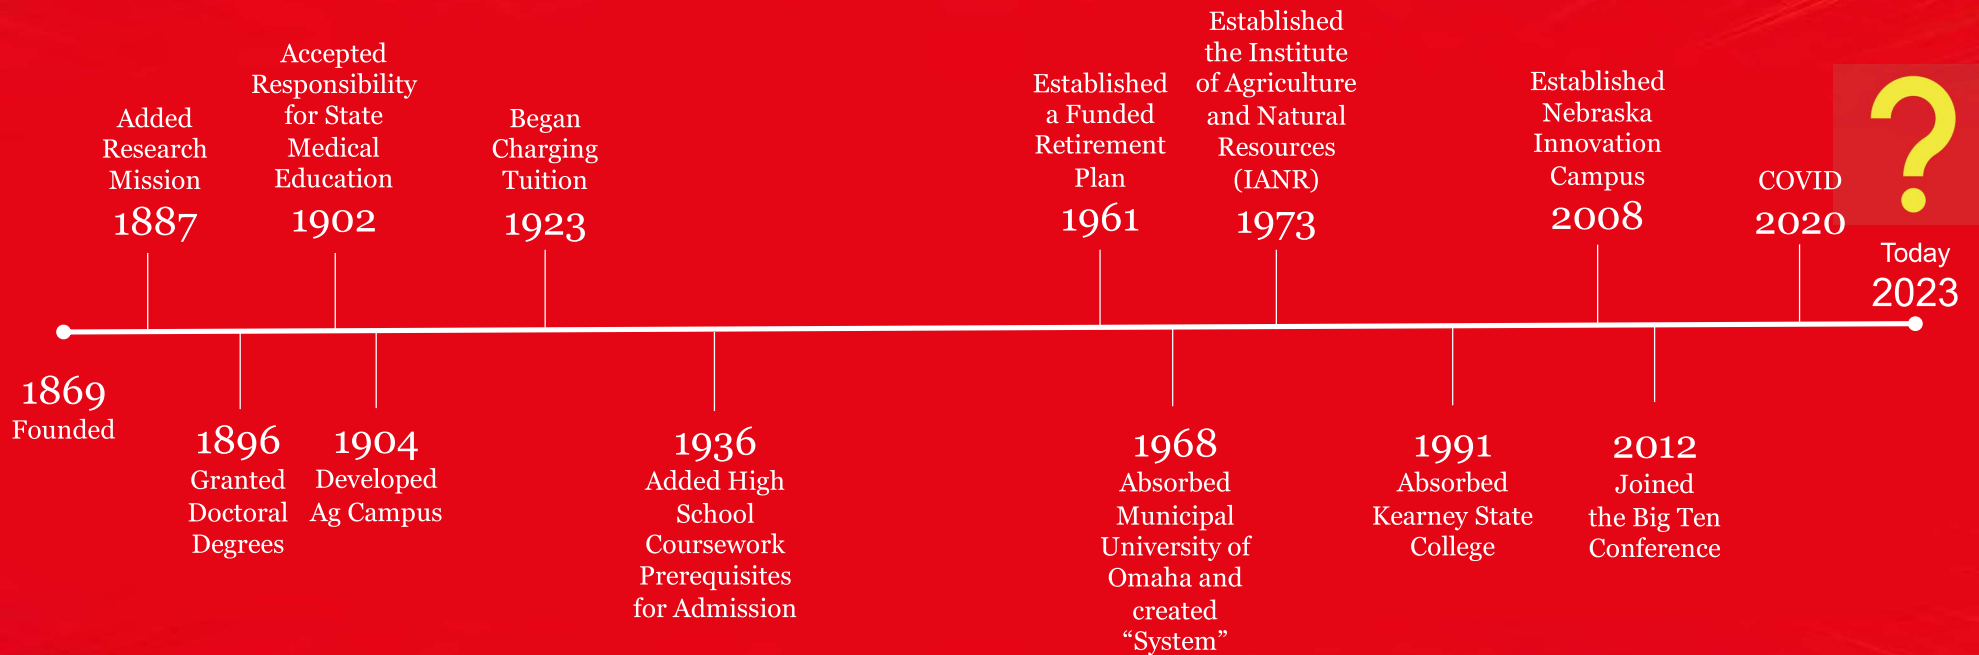 Added
Research
Mission
1887
Accepted
Responsibility
for State
Medical
Education
1902
Began
Charging
Tuition
1923
Established
a Funded
Retirement
Plan
1961
Established
the Institute
of Agriculture
and Natural
Resources
(IANR)
1973
Established
Nebraska
Innovation
Campus
2008
COVID
2020
?
Today
2023
1869
Founded
1896
Granted
Doctoral
Degrees
1904
Developed
Ag Campus
1936
Added High
School
Coursework
Prerequisites
for Admission
1968
Absorbed
Municipal
University of
Omaha and
created
“System”
1991
Absorbed
Kearney State
College
2012
Joined
the Big Ten
Conference